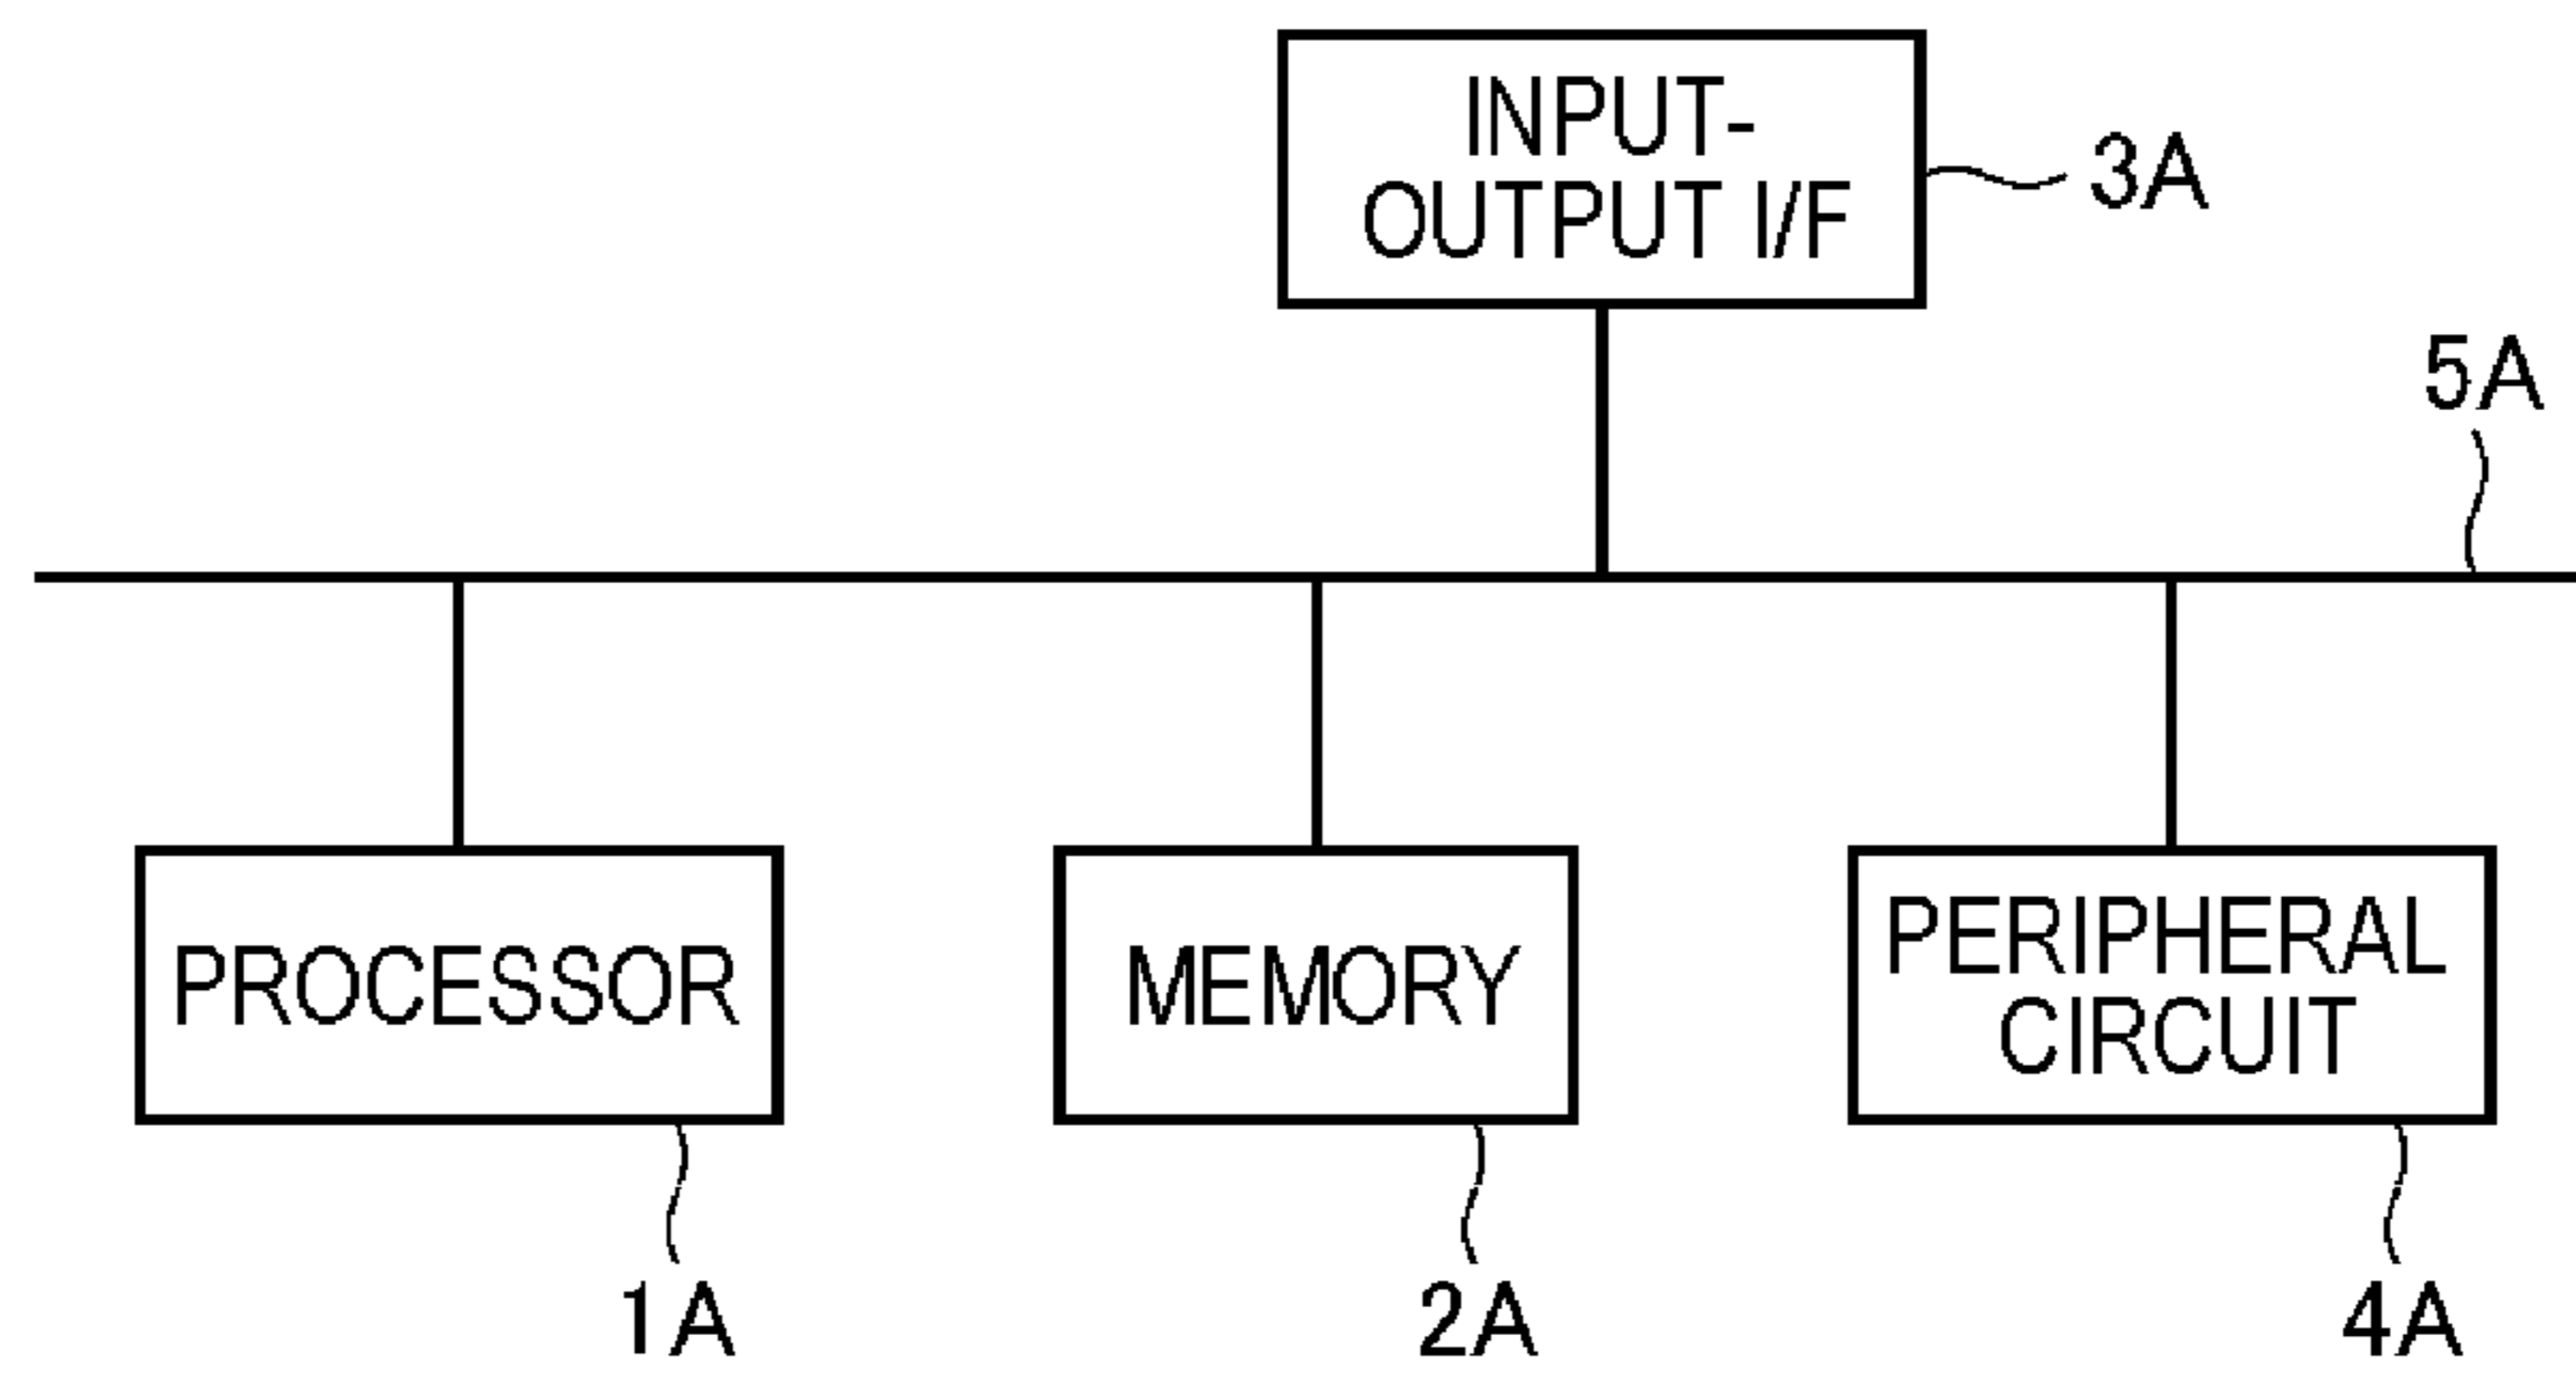 INPUT-
OUTPUT I/F
3A
5A
PROCESSOR
MEMORY
PERIPHERAL
CIRCUIT
1A
2A
4A